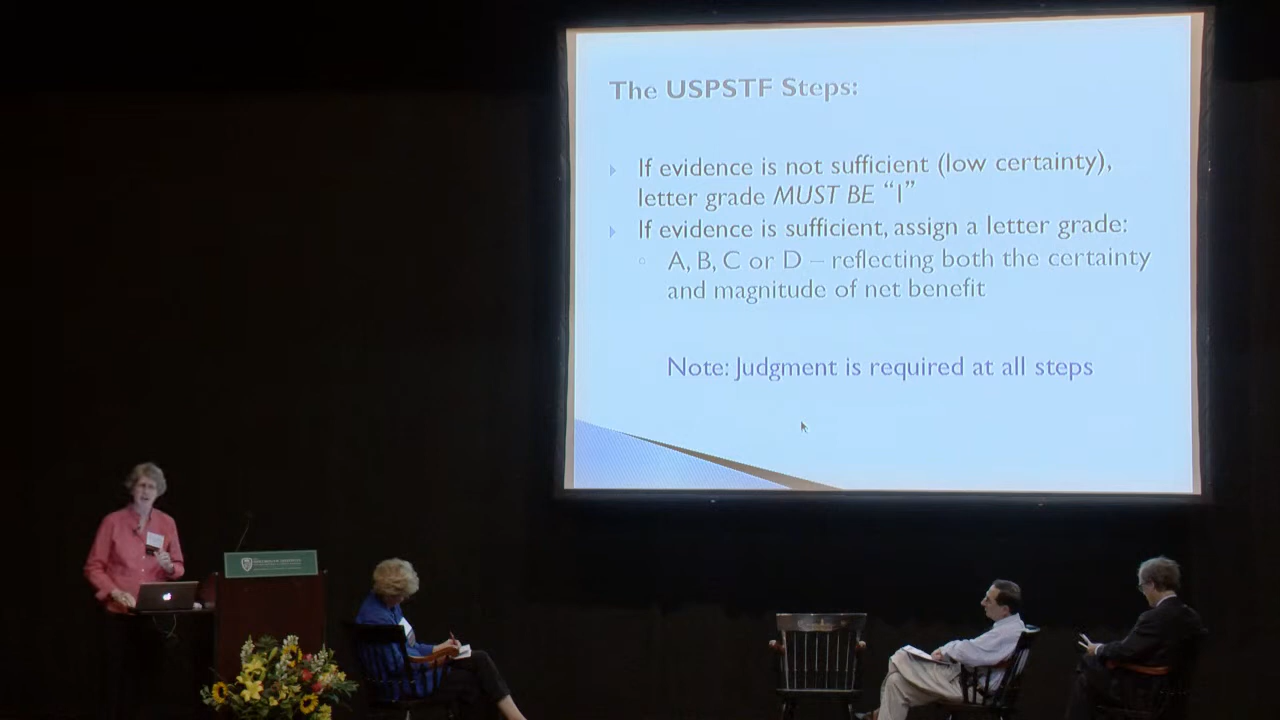 The USPSTF Steps:
If evidence is not sufficient (low certainty),
letter grade MUST BE “I”
If evidence is sufficient, assign a letter grade:
A, B, C or D – reflecting both the certainty
and magnitude of net benefit
Note: Judgment is required at all steps